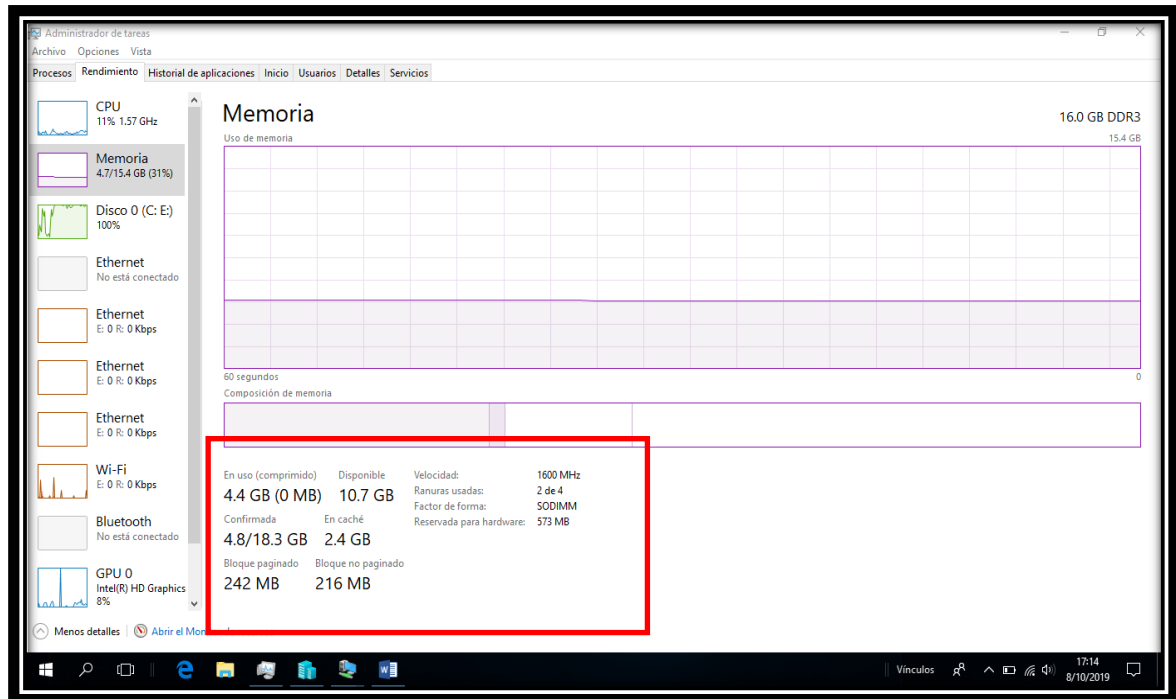 Administrador de tareas
Archivo Opciones Vista
Procesos Rendimiento Historial de aplicaciones Inicio Usuarios Detalles Servicios
CPU
11% 1.57 GHz
Memoria
4.7/15.4 GB (31%)
Disco 0 (C: E:)
100%
Ethernet
No está conectado
Ethernet
E: 0 R: 0 Kbps
Ethernet
E: 0 R: 0 Kbps
Ethernet
E: 0 R: 0 Kbps
Wi-Fi
E: 0 R: 0 Kbps
Bluetooth
No está conectado
GPU 0
Intel(R) HD Graphics
8%
Memoria 16.0 GB DDR3
Uso de memoria 15.4 GB
60 segundos 0
Composición de memoria
En uso (comprimido) Disponible
4.4 GB (0 MB) 10.7 GB
Confirmada En caché
4.8/18.3 GB 2.4 GB
Bloque paginado Bloque no paginado
242 MB 216 MB
Velocidad: 1600 MHz
Ranuras usadas: 2 de 4
Factor de forma: SODIMM
Reservada para hardware: 573 MB
Menos detalles Abrir el Mon
Vínculos 17:14
8/10/2019